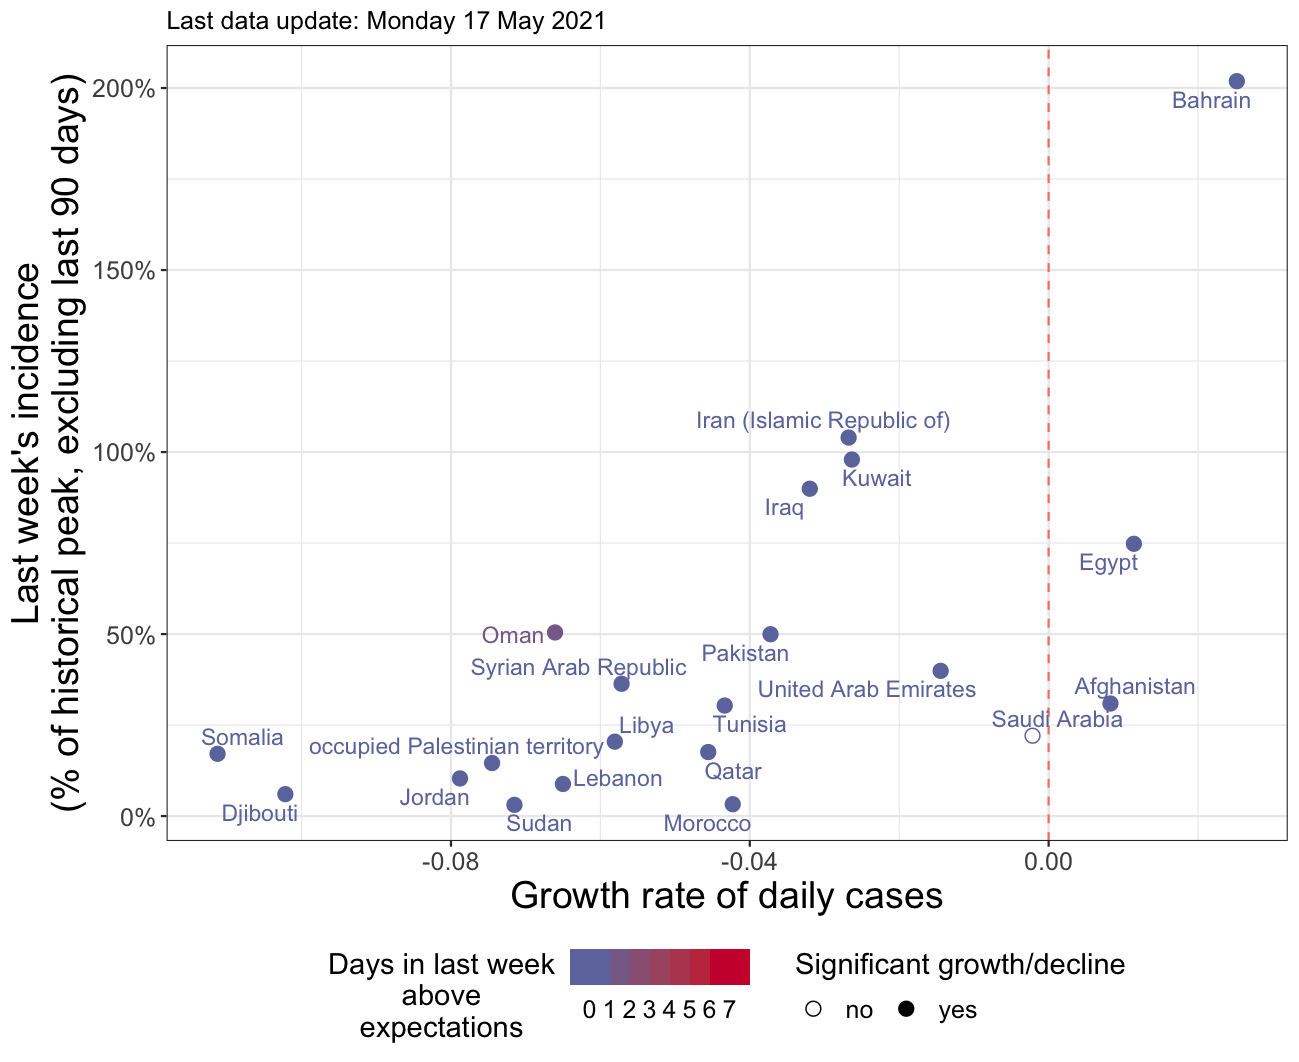 Last data update: Monday 17 May 2021
Last week's incidence
(% of historical peak, excluding last 90 days)
200%
150%
100%
50%
0%
Bahrain
Iran (Islamic Republic of)
Kuwait
Iraq
Egypt
Oman
Pakistan
Syrian Arab Republic
United Arab Emirates
Afghanistan
Saudi Arabia
Libya
Tunisia
Somalia
occupied Palestinian territory
Qatar
Lebanon
Jordan
Djibouti
Sudan
Morocco
-0.08
-0.04
0.00
Growth rate of daily cases
Days in last week
above
expectations
0 1 2 3 4 5 6 7
Significant growth/decline
no
yes